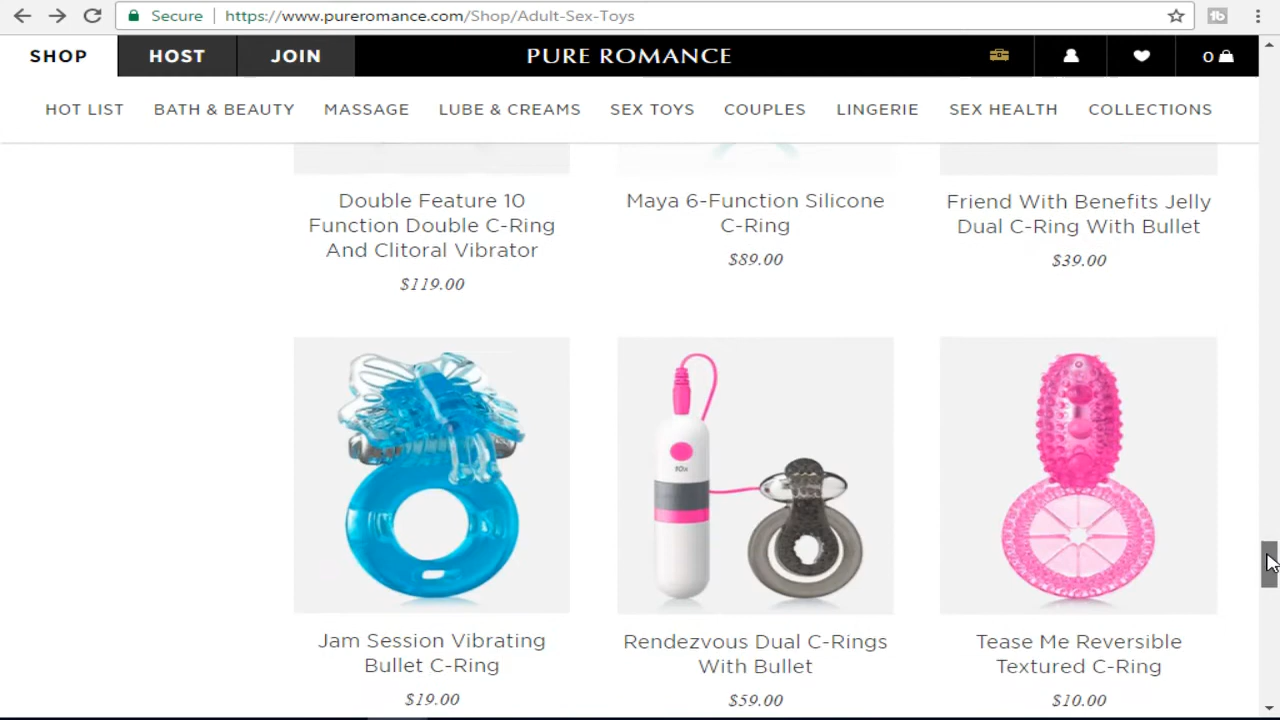 Secure https://www.pureromance.com/Shop/Adult-Sex-Toys
SHOP HOST JOIN PURE ROMANCE 0
HOT LIST BATH & BEAUTY MASSAGE LUBE & CREAMS SEX TOYS COUPLES LINGERIE SEX HEALTH COLLECTIONS
Double Feature 10
Function Double C-Ring
And Clitoral Vibrator
$119.00
Maya 6-Function Silicone
C-Ring
$89.00
Friend With Benefits Jelly
Dual C-Ring With Bullet
$39.00
10x
Jam Session Vibrating
Bullet C-Ring
$19.00
Rendezvous Dual C-Rings
With Bullet
$59.00
Tease Me Reversible
Textured C-Ring
$10.00